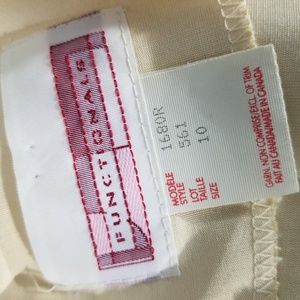 FUNCTIONALS
MODÈLE
STYLE 1680R
LOT 561
TAILLE
SIZE 10
GARN. NON COMPRISE/EXCL. OF TRIM
FAIT AU CANADA/MADE IN CANADA